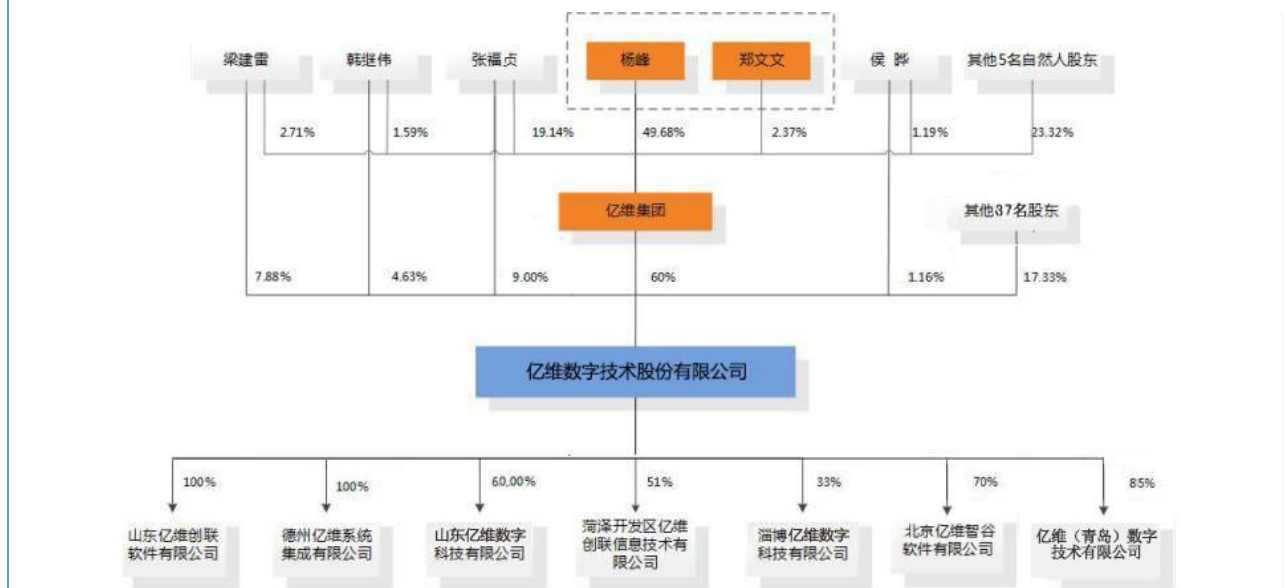 梁建雷
韩继伟
张福贞
杨峰
郑文文
侯 晔
其他5名自然人股东
2.71%
1.59%
19.14%
49.68%
2.37%
1.19%
23.32%
亿维集团
其他37名股东
7.88%
4.63%
9.00%
60%
1.16%
17.33%
亿维数字技术股份有限公司
100%
100%
60.00%
51%
33%
70%
85%
山东亿维创联
软件有限公司
德州亿维系统
集成有限公司
山东亿维数字
科技有限公司
菏泽开发区亿维
创联信息技术有
限公司
淄博亿维数字
科技有限公司
北京亿维智谷
软件有限公司
亿维（青岛）数字
技术有限公司